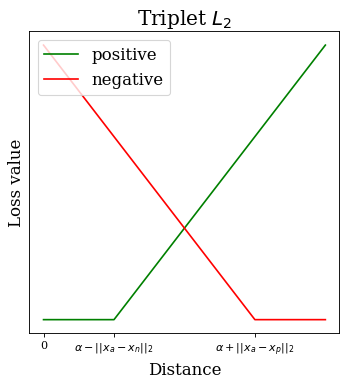 Triplet L₂
positive
negative
Loss value
0
α − ||xₐ − xₙ||₂
α + ||xₐ − xₚ||₂
Distance